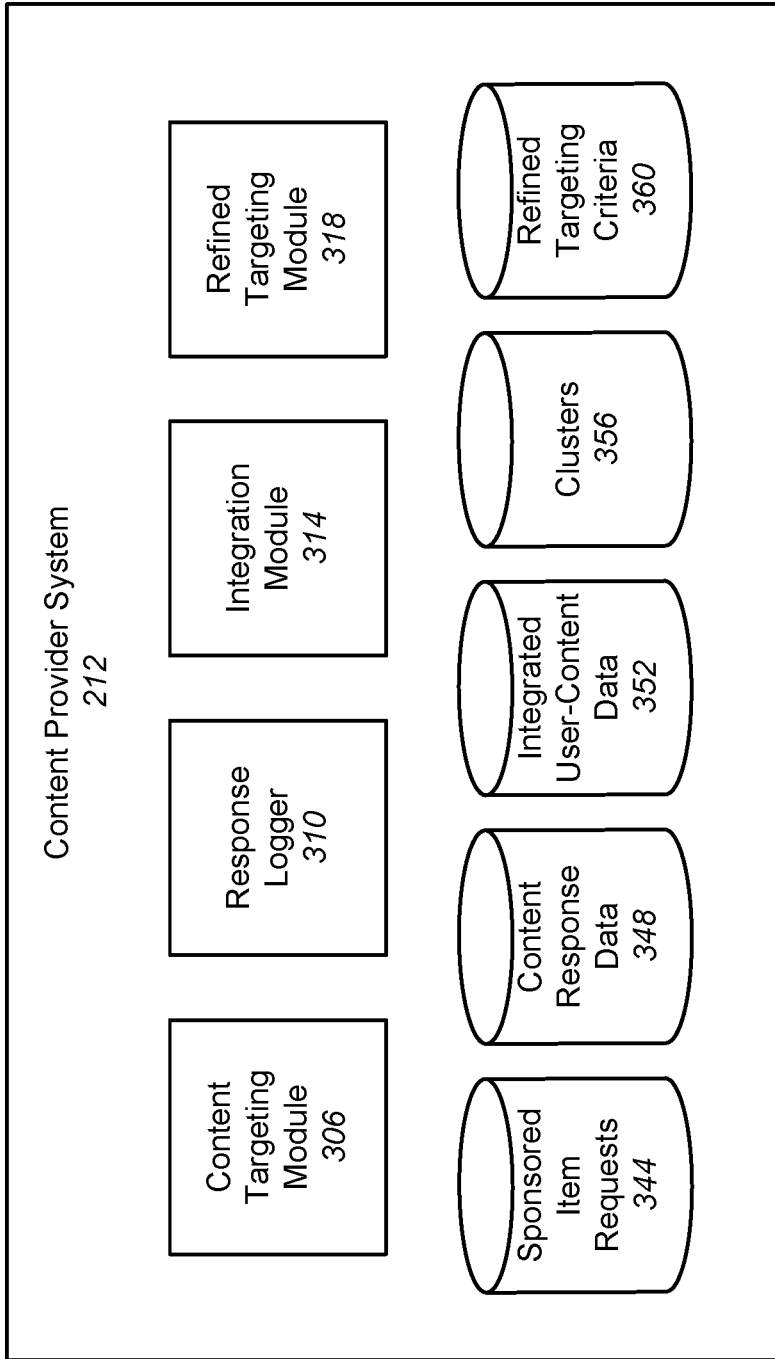 Content Provider System
212
Content
Targeting
Module
306
Response
Logger
310
Integration
Module
314
Refined
Targeting
Module
318
Sponsored
Item
Requests
344
Content
Response
Data
348
Integrated
User-Content
Data
352
Clusters
356
Refined
Targeting
Criteria
360